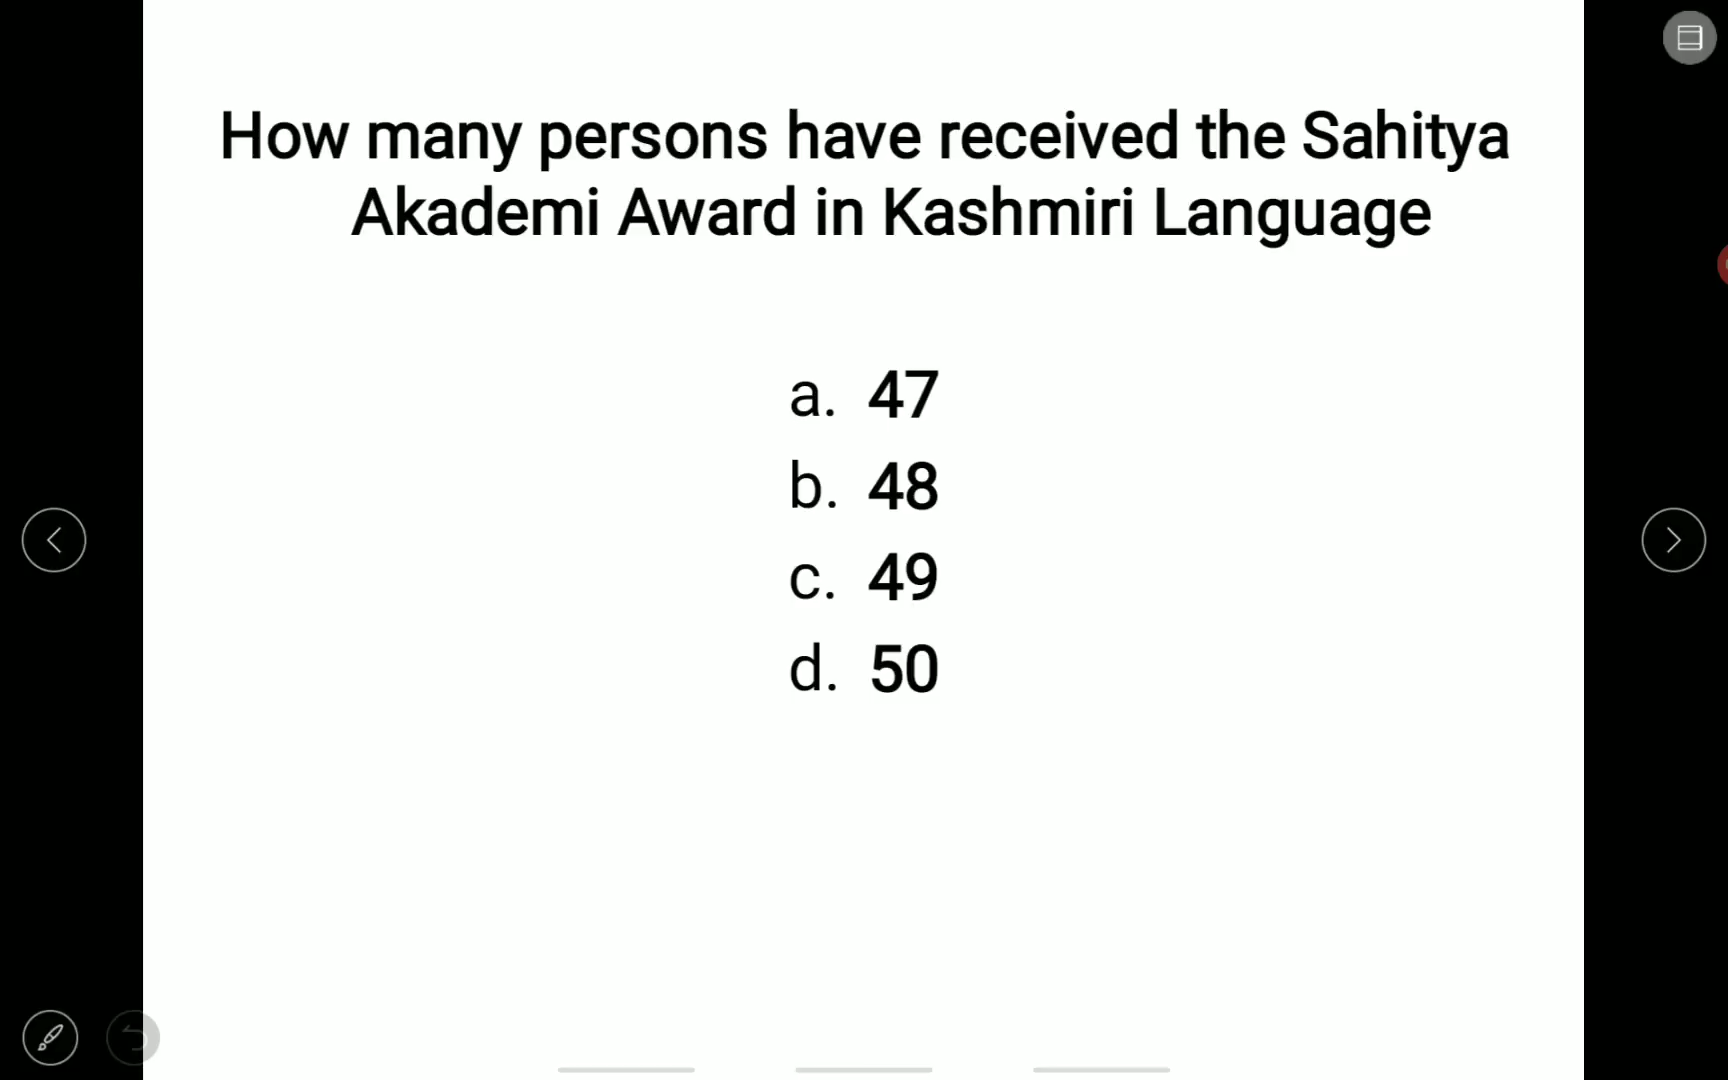 How many persons have received the Sahitya
Akademi Award in Kashmiri Language
a. 47
b. 48
c. 49
d. 50